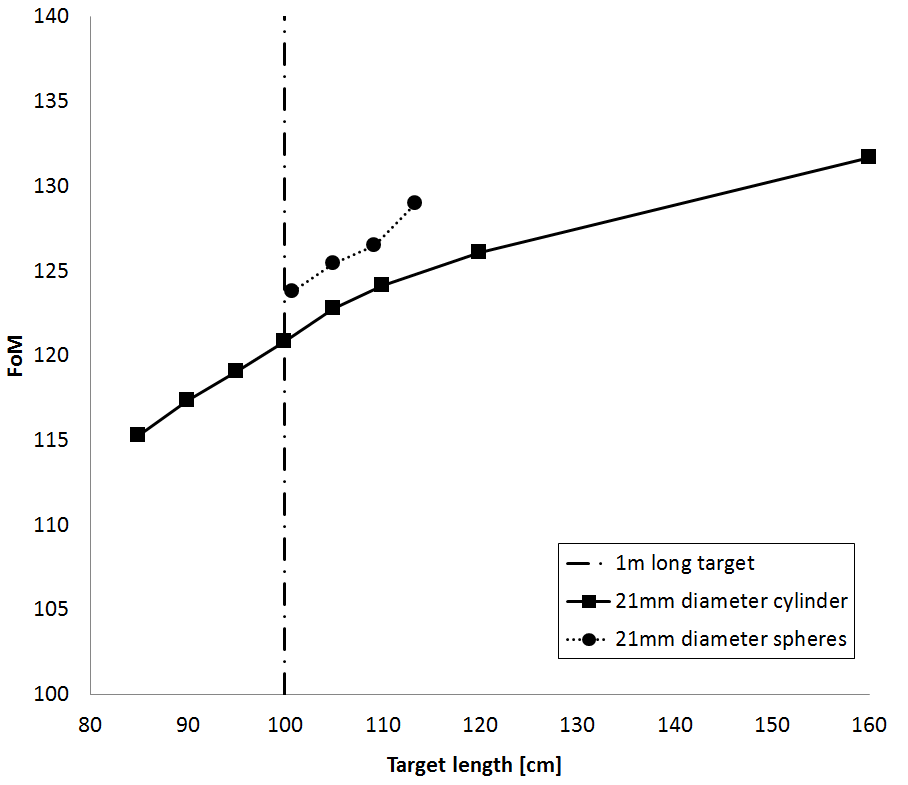 140
135
130
125
120
115
110
105
100
FoM
80 90 100 110 120 130 140 150 160
Target length [cm]
1m long target
21mm diameter cylinder
21mm diameter spheres